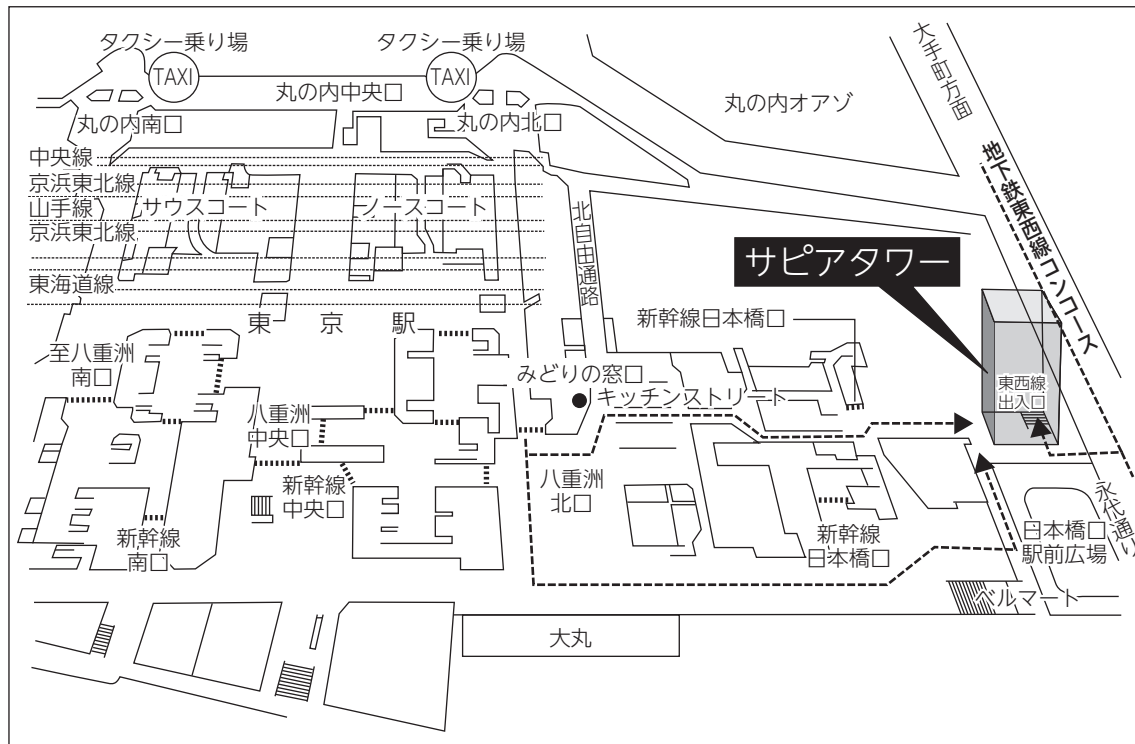 タクシー乗り場
タクシー乗り場
TAXI
TAXI
丸の内中央口
丸の内南口
丸の内北口
丸の内オアゾ
大手町方面
地下鉄東西線コンコース
中央線
京浜東北線
山手線
京浜東北線
東海道線
サウスコート
ノースコート
北自由通路
サピアタワー
東京駅
新幹線日本橋口
至八重洲
南口
みどりの窓口
キッチンストリート
東西線
出入口
八重洲
中央口
新幹線
中央口
八重洲
北口
新幹線
南口
新幹線
日本橋口
日本橋口
駅前広場
永代通り
ベルマート
大丸